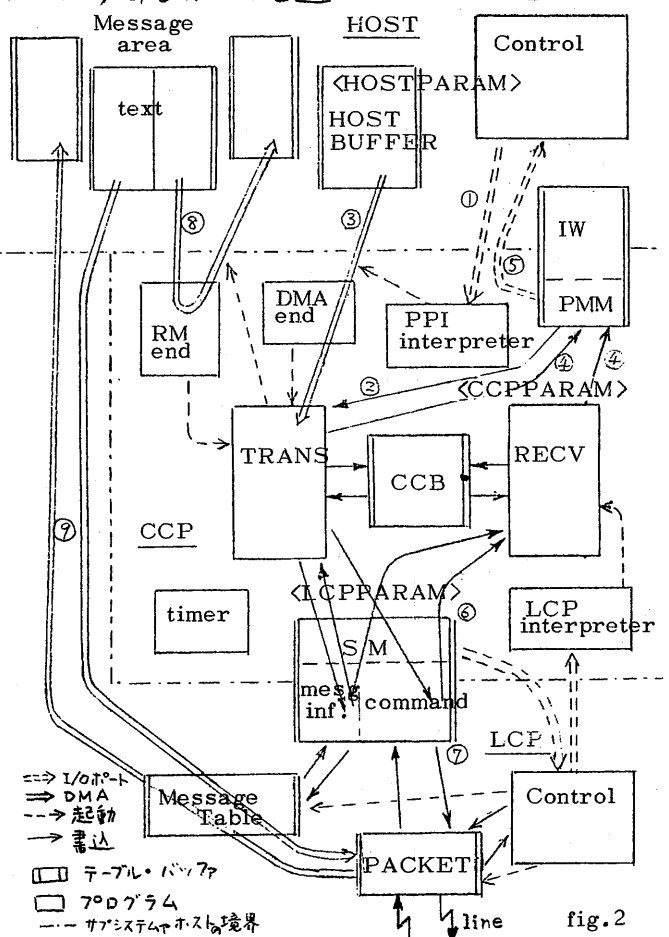 Message
area
HOST
Control
text
<HOSTPARAM>
HOST
BUFFER
①
IW
⑧
③
⑤
PMM
RM
end
DMA
end
PPI
interpreter
②
④
④
<CCPPARAM>
TRANS
RECV
CCB
CCP
⑨
<LCPPARAM>
⑥
timer
LCP
interpreter
SM
mesg
inf.
command
⑦
LCP
Message
Table
Control
PACKET
line
===> I/Oポート
⇒ DMA
---> 起動
→ 書込
テーブル・バッファ
プログラム
サブシステムやホストの境界
fig.2